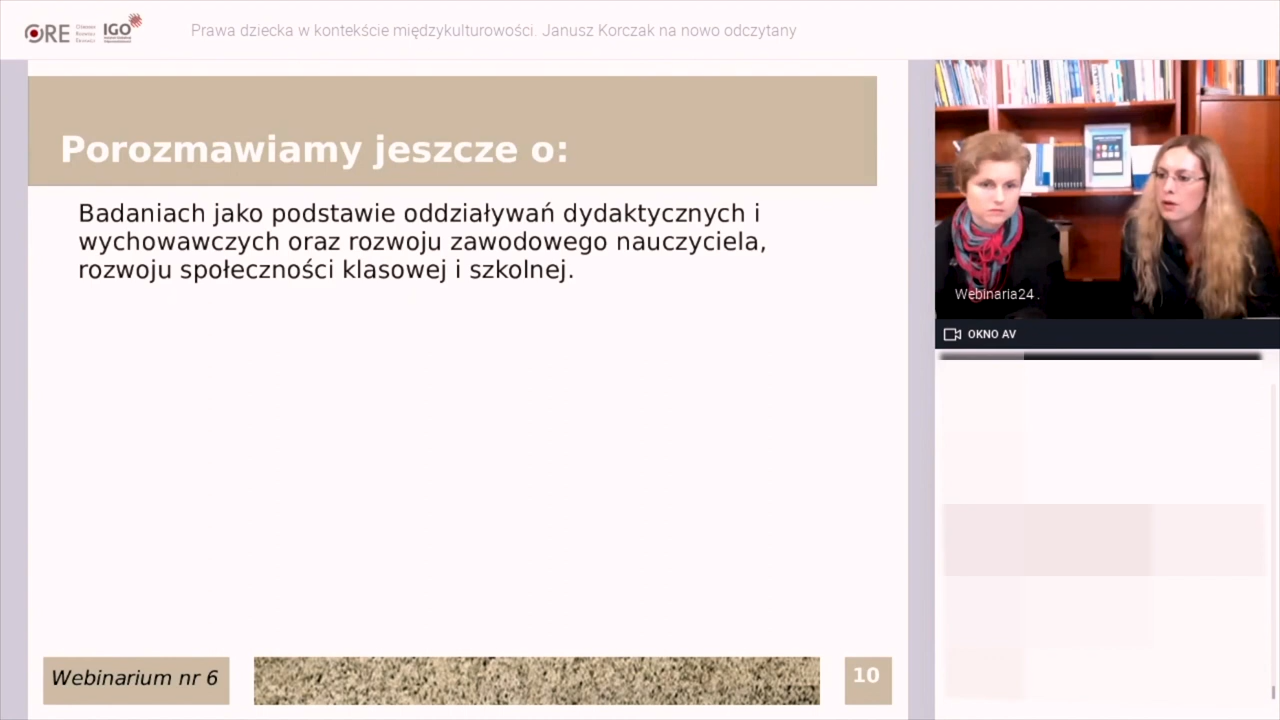 ORE
IGO
Prawa dziecka w kontekście międzykulturowości. Janusz Korczak na nowo odczytany
Porozmawiamy jeszcze o:
Badaniach jako podstawie oddziaływań dydaktycznych i
wychowawczych oraz rozwoju zawodowego nauczyciela,
rozwoju społeczności klasowej i szkolnej.
Webinaria24 .
OKNO AV
Webinarium nr 6
10